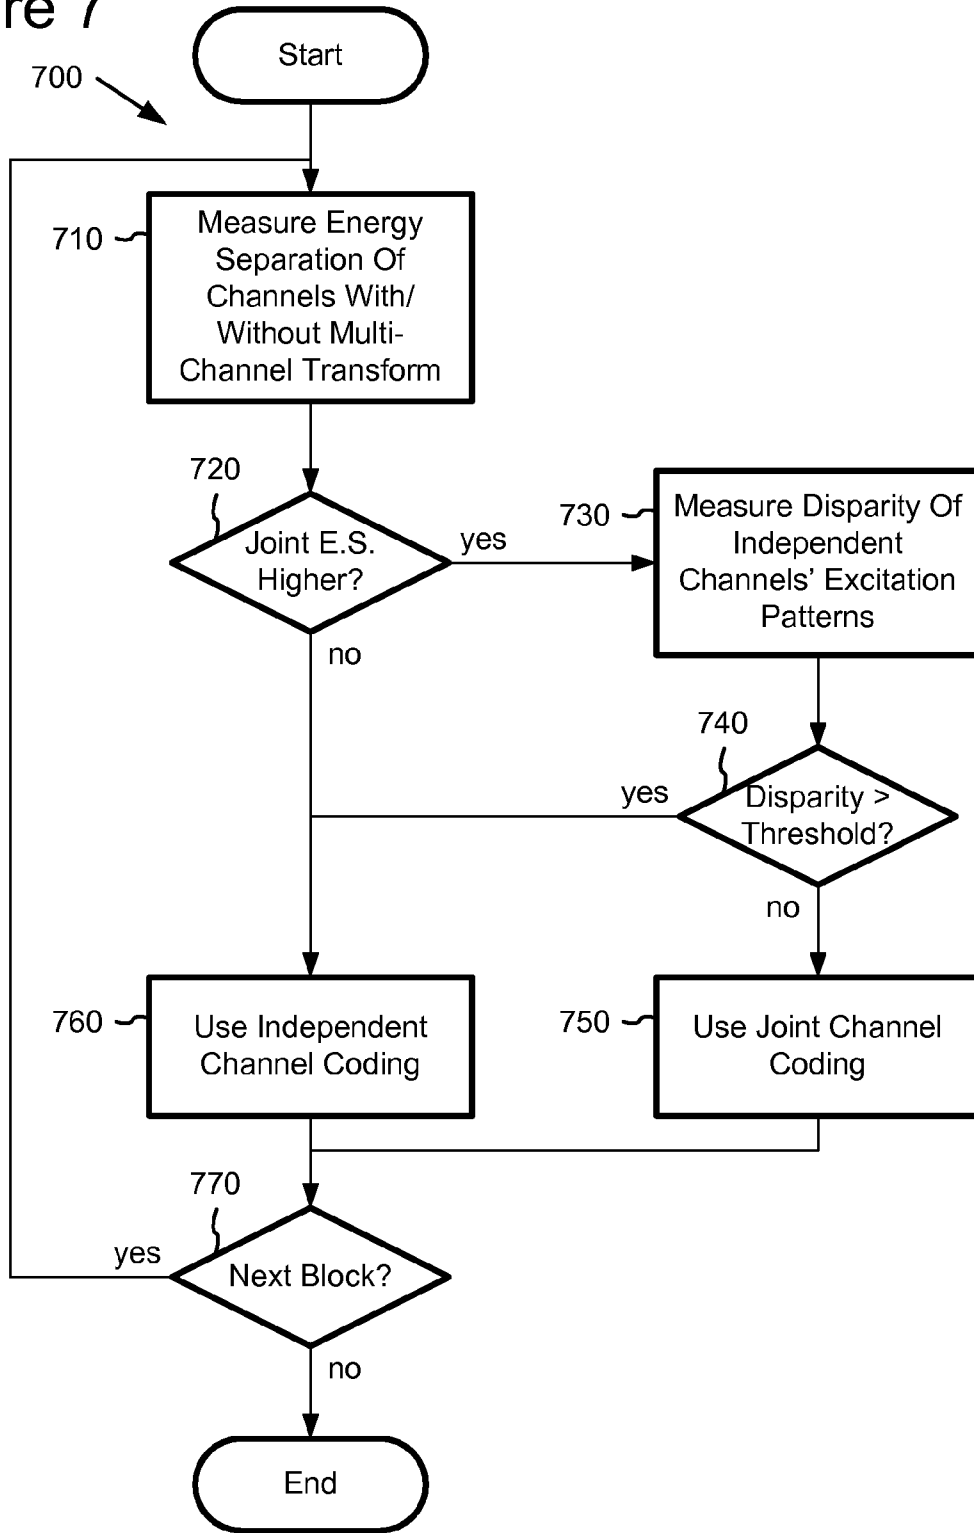 re 7
Start
700
710
Measure Energy
Separation Of
Channels With/
Without Multi-
Channel Transform
720
Joint E.S.
Higher?
yes
no
730
Measure Disparity Of
Independent
Channels' Excitation
Patterns
740
Disparity >
Threshold?
yes
no
760
Use Independent
Channel Coding
750
Use Joint Channel
Coding
770
Next Block?
yes
no
End